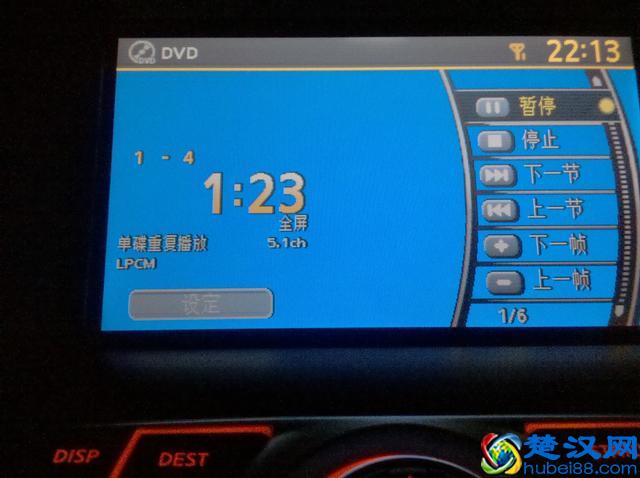 DVD
22:13
1 - 4
1:23
全屏
单碟重复播放 5.1ch
LPCM
设定
暂停
停止
下一节
上一节
下一帧
上一帧
1/6
DISP
DEST
楚汉网
hubei88.com